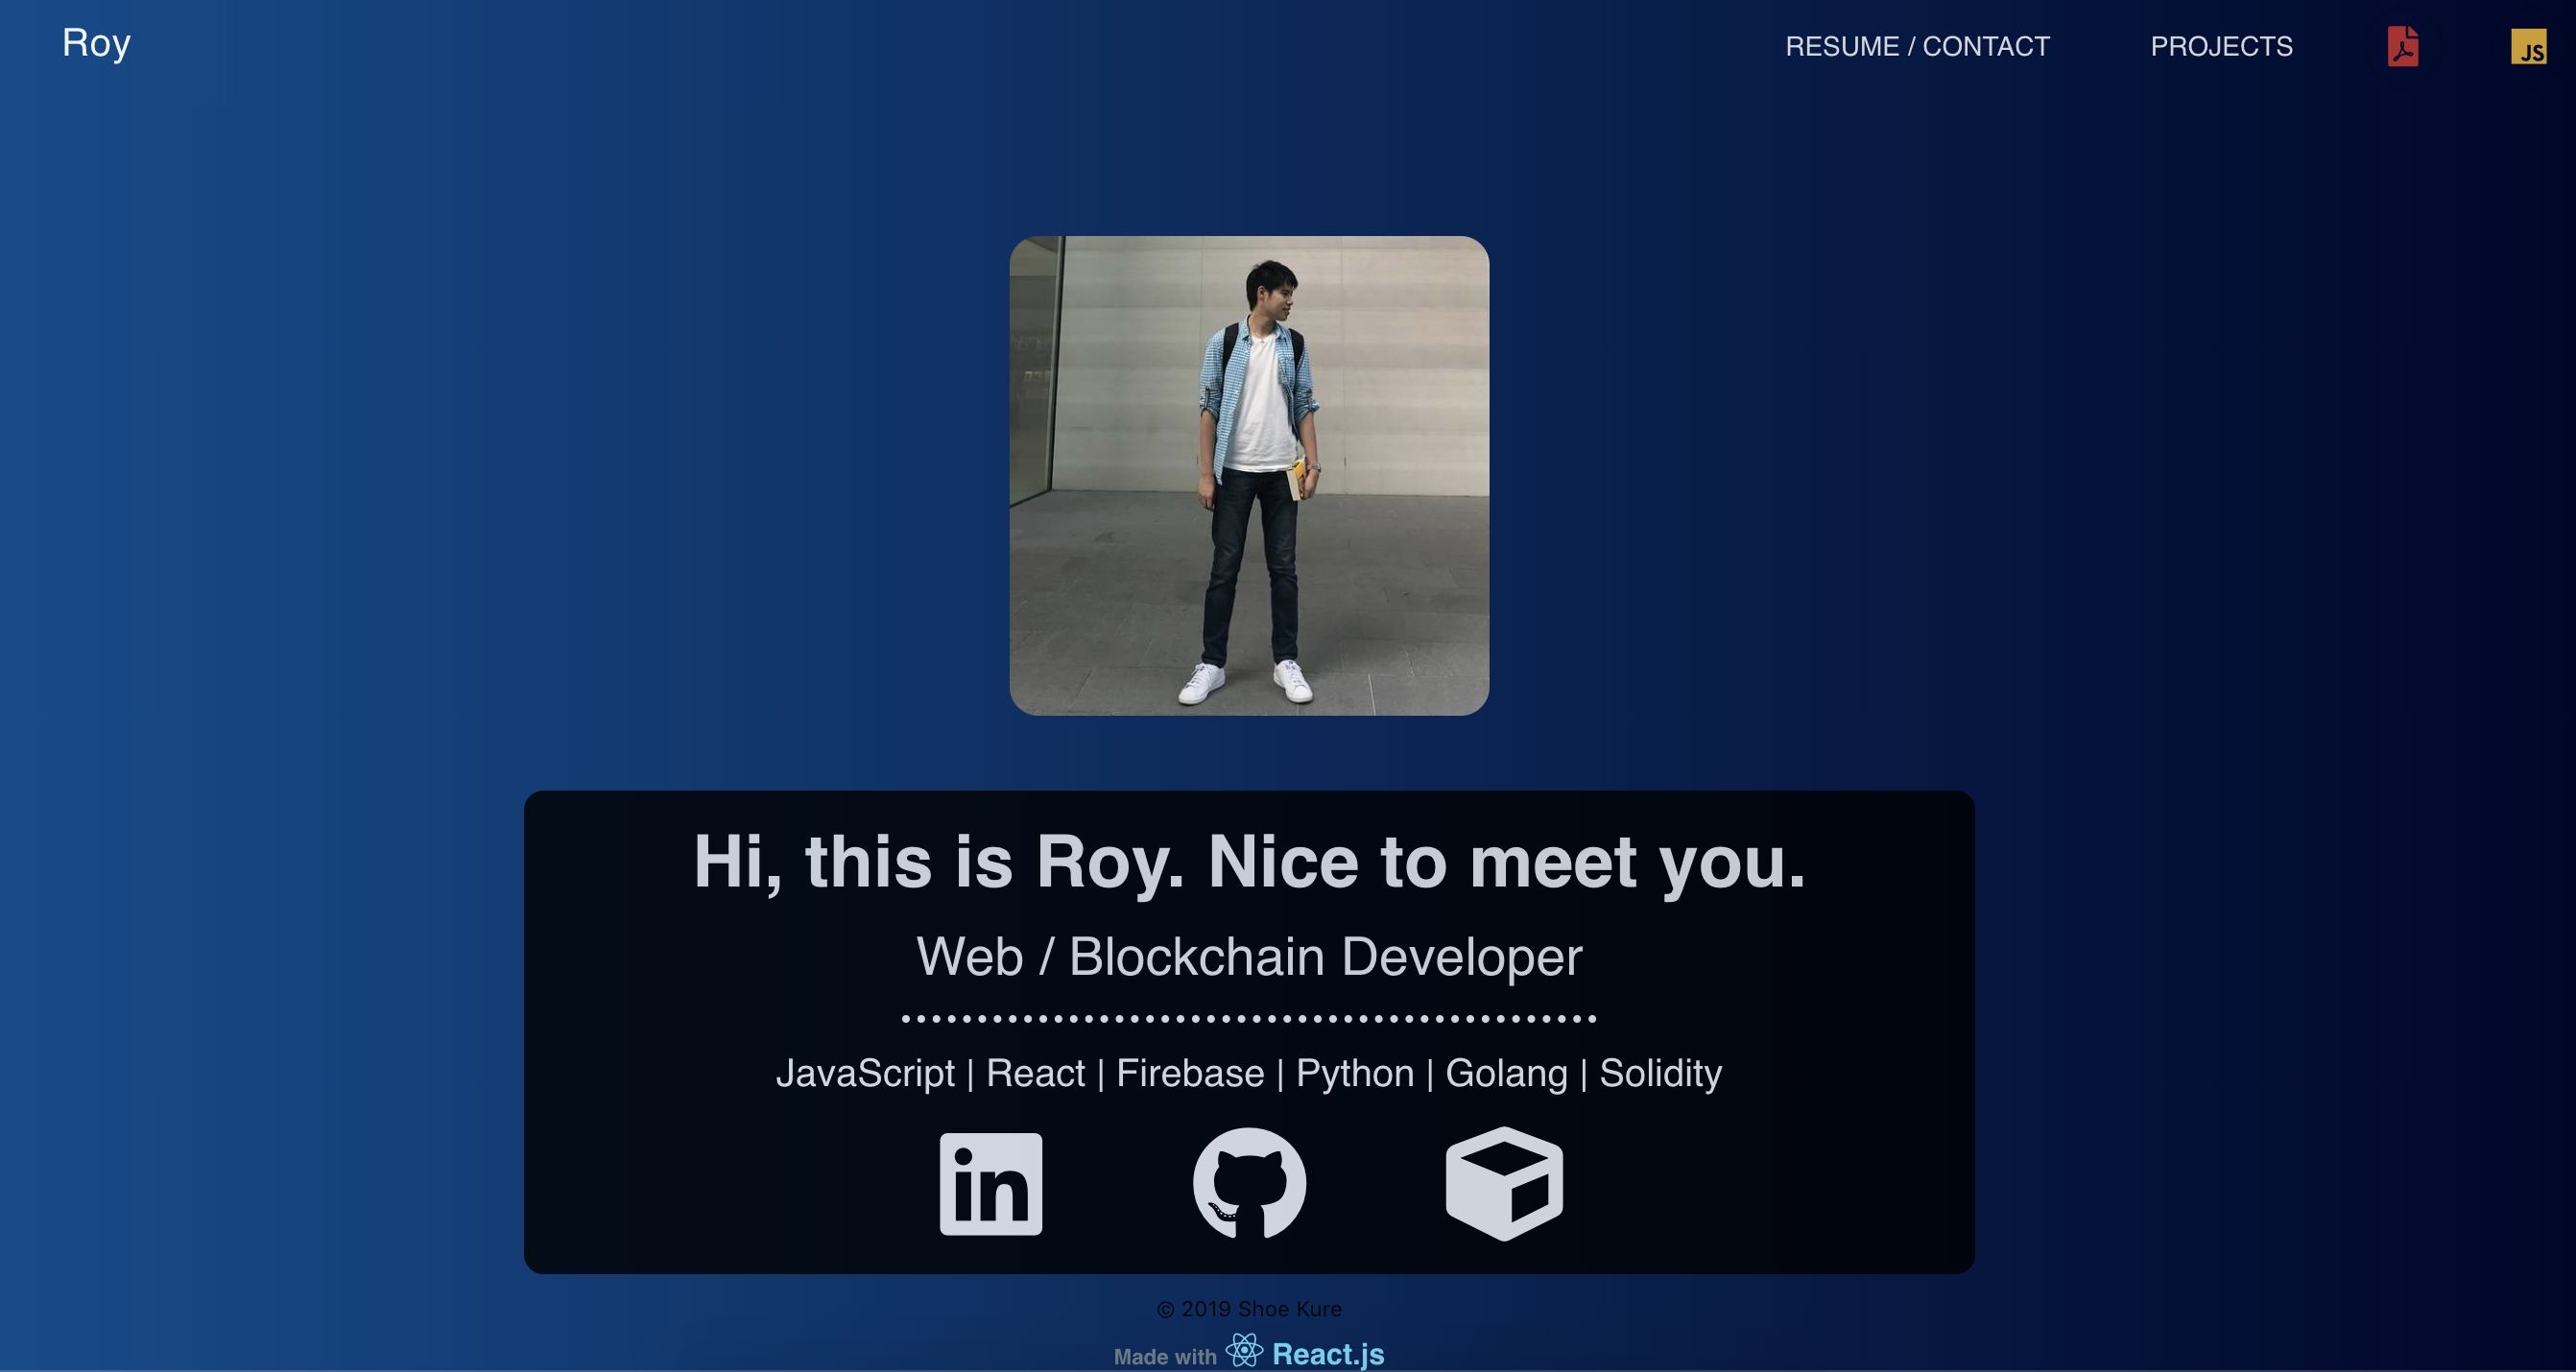 Roy
RESUME / CONTACT
PROJECTS
JS
Hi, this is Roy. Nice to meet you.
Web / Blockchain Developer
JavaScript | React | Firebase | Python | Golang | Solidity
in
© 2019 Shoe Kure
Made with React.js